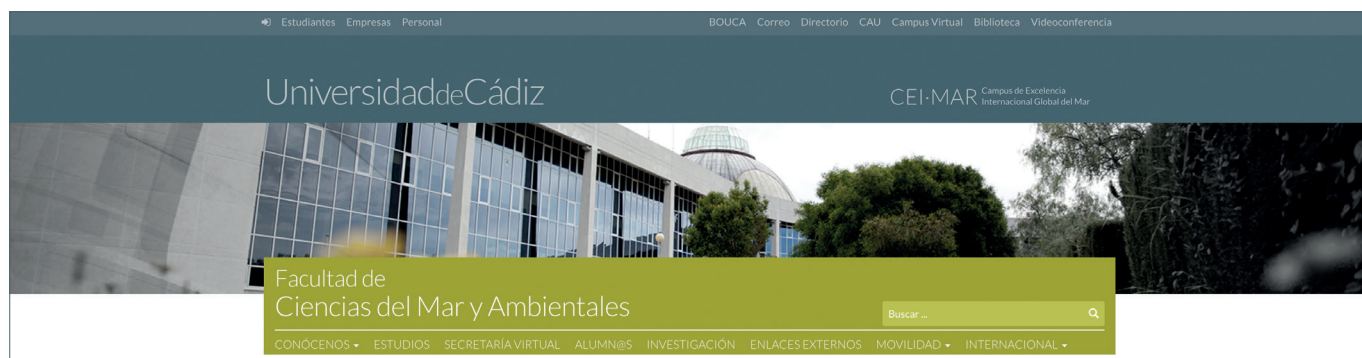 Estudiantes Empresas Personal
BOUCA Correo Directorio CAU Campus Virtual Biblioteca Videoconferencia
UniversidaddeCádiz
CEI·MAR Campus de Excelencia
Internacional Global del Mar
Facultad de
Ciencias del Mar y Ambientales
Buscar ...
CONÓCENOS ESTUDIOS SECRETARÍA VIRTUAL ALUMN@S INVESTIGACIÓN ENLACES EXTERNOS MOVILIDAD INTERNACIONAL